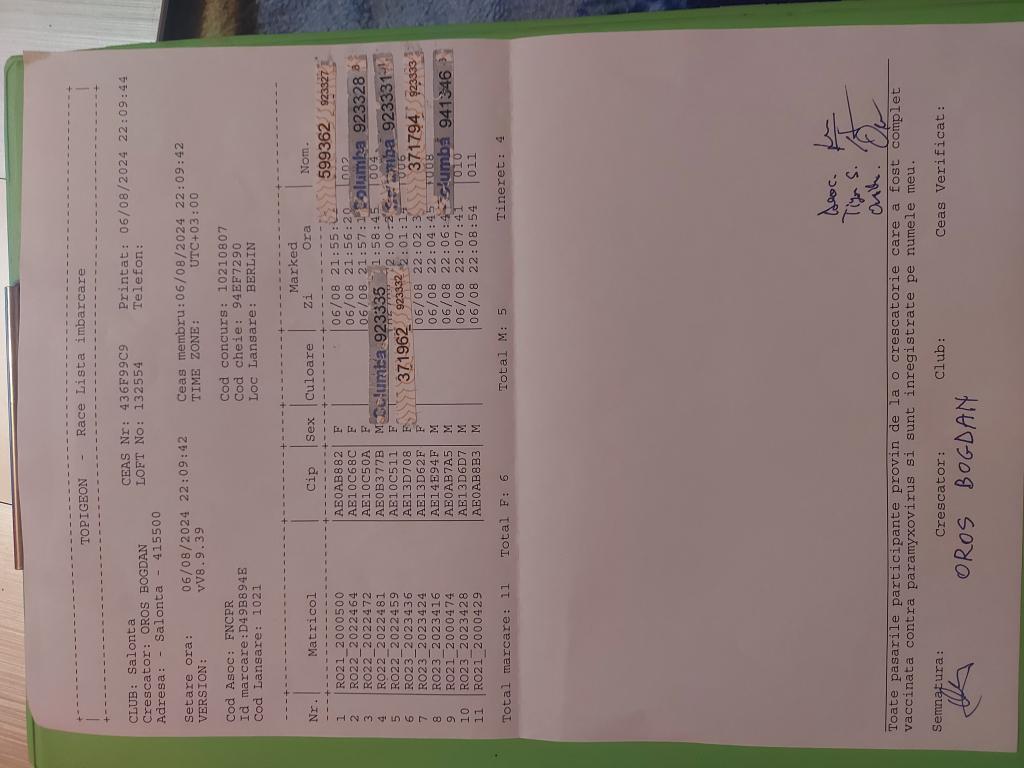 TOPIGEON - Race Lista imbarcare
CLUB: Salonta CEAS Nr: 436F99C9 Printat: 06/08/2024 22:09:44
Crescator: OROS BOGDAN LOFT No: 132554 Telefon:
Adresa: - Salonta - 415500
Setare ora: 06/08/2024 22:09:42 Ceas membru:06/08/2024 22:09:42
VERSION: vV8.9.39 TIME ZONE: UTC+03:00
Cod Asoc: FNCPR Cod concurs: 10210807
Id marcare:D49B894E Cod cheie: 94EF7290
Cod Lansare: 1021 Loc Lansare: BERLIN
Marked
Nr. Matricol Cip Sex Culoare Zi Ora Nom.
599362 923327
1 RO21_2000500 AE0AB882 F 06/08 21:55:
2 RO22_2022464 AE10C68C F 06/08 21:56:20 002
Columba 923328
3 RO22_2022472 AE10C50A F 06/08 21:57:1
Columba 923335
4 RO22_2022481 AE0B377B M 1:58:45 004
Columba 923331
5 RO22_2022459 AE10C511 F
371962 923332
6 RO23_2023436 AE13D708 F :01:1 006
371794 923333
7 RO23_2023424 AE13D62F F 06/08 22:02:3
8 RO23_2023416 AE14E94F M 06/08 22:04:45 008
Columba 941346
9 RO21_2000474 AE0AB7A5 M 06/08 22:06:4
10 RO23_2023428 AE13D6D7 M 06/08 22:07:41 010
11 RO21_2000429 AE0AB8B3 M 06/08 22:08:54 011
Total marcare: 11 Total F: 6 Total M: 5 Tineret: 4
Asoc.
Toate pasarile participante provin de la o crescatorie care a fost complet
vaccinata contra paramyxovirus si sunt inregistrate pe numele meu.
Semnatura: Crescator: Club: Ceas Verificat:
OROS BOGDAN